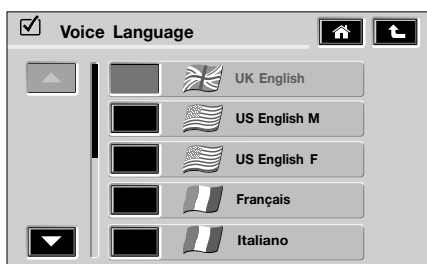 Voice Language
UK English
US English M
US English F
Français
Italiano